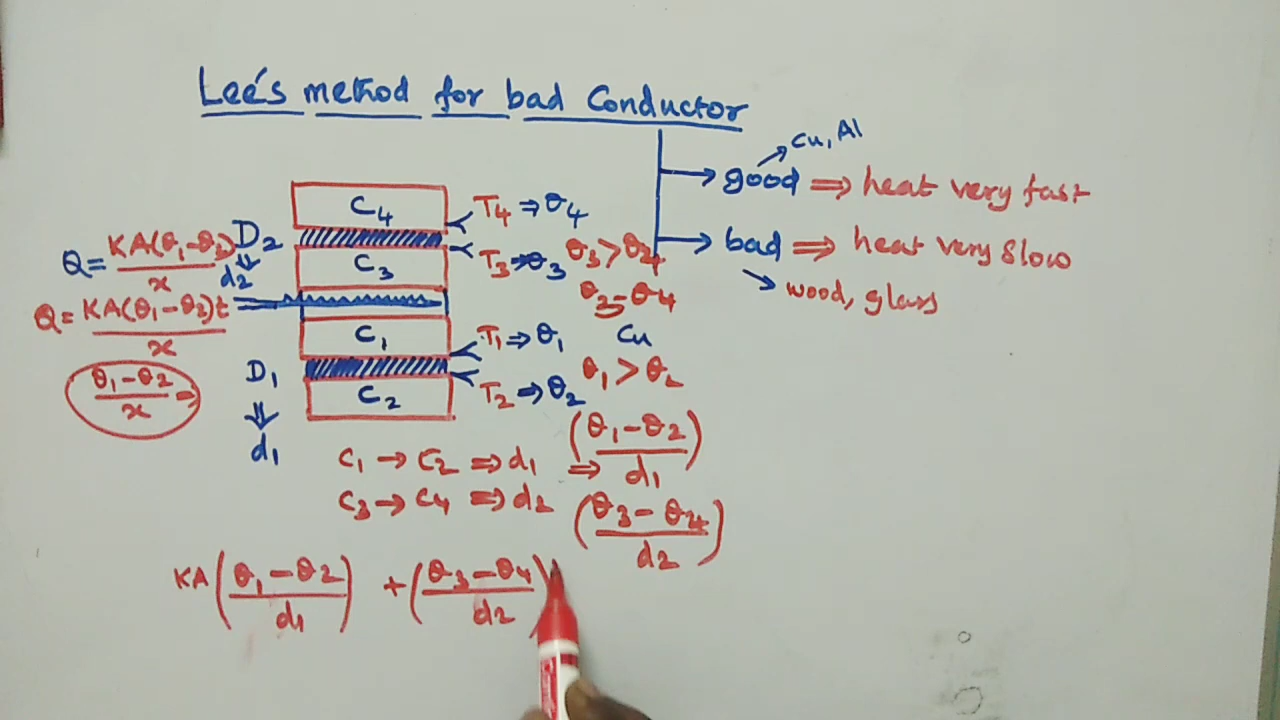 Lee's method for bad Conductor
Cu, Al
good ⇒ heat very fast
bad ⇒ heat very slow
wood, glass
C4
T4 ⇒ θ4
D2
d2
C3
T3 ⇒ θ3
θ3 > θ4
θ3 - θ4
Q = KA(θ1-θ2) / x
Q = KA(θ1-θ2)t / x
C1
T1 ⇒ θ1
Cu
θ1 > θ2
θ1-θ2 / x ⇒
D1
d1
C2
T2 ⇒ θ2
C1 → C2 ⇒ d1 ⇒ (θ1-θ2 / d1)
C3 → C4 ⇒ d2 (θ3-θ4 / d2)
KA (θ1-θ2 / d1) + (θ3-θ4 / d2)